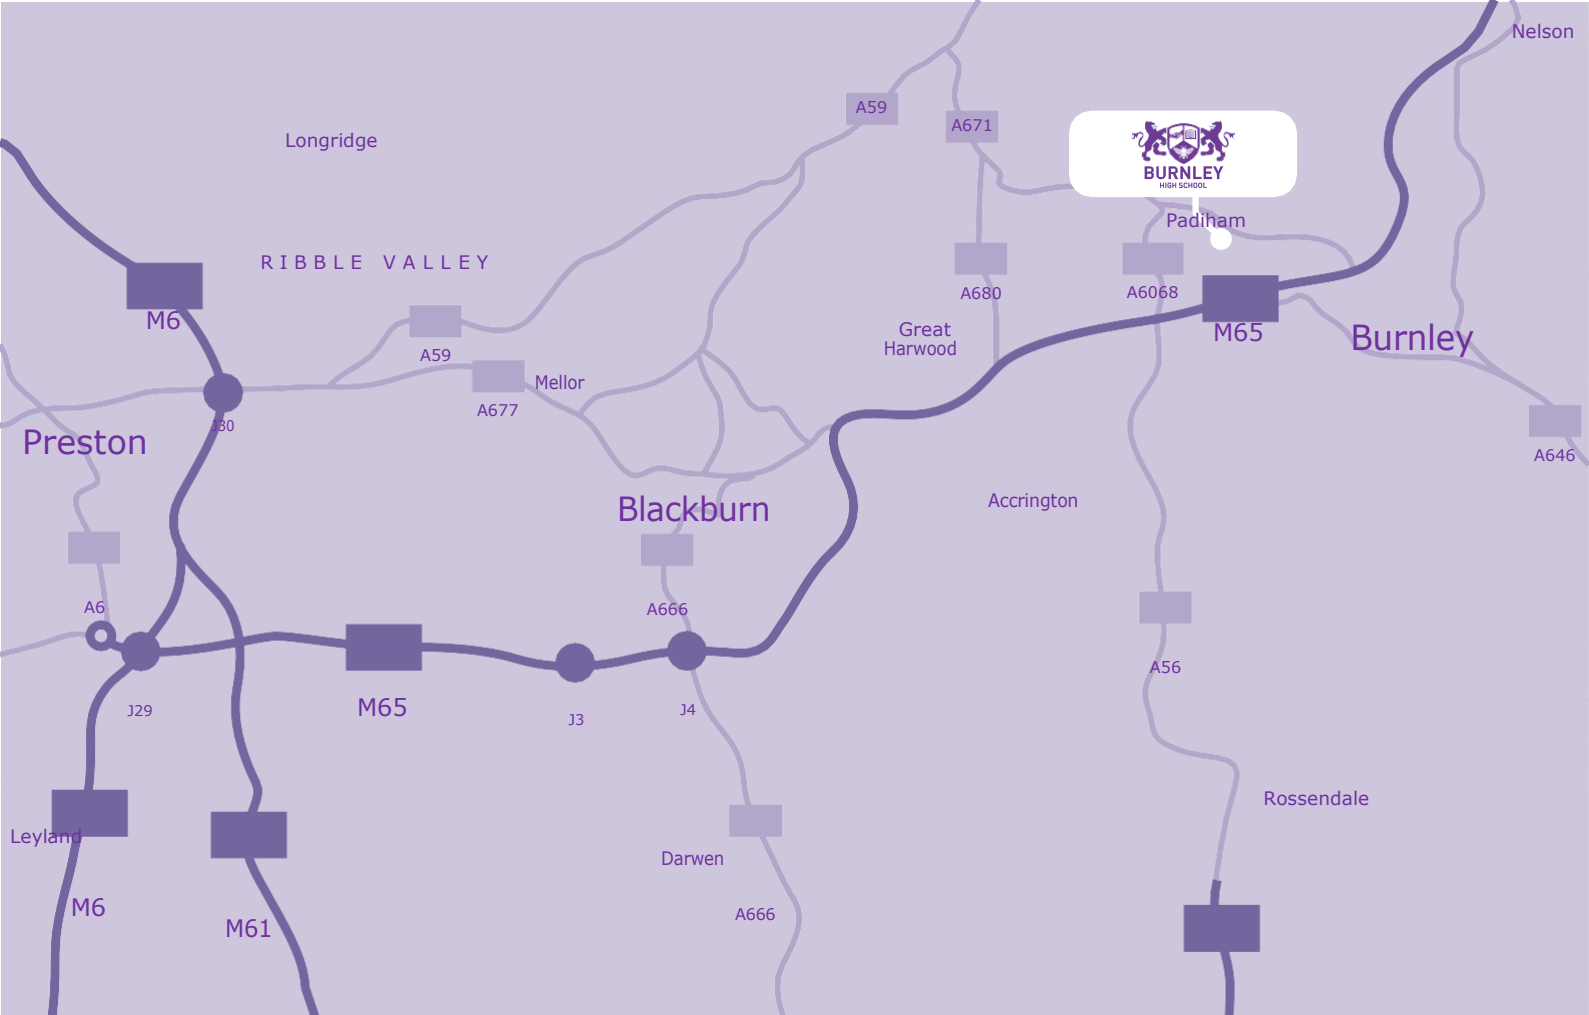 Nelson
A59
A671
Longridge
BURNLEY
HIGH SCHOOL
Padiham
RIBBLE VALLEY
A680
A6068
M6
Great
Harwood
M65
Burnley
A59
Mellor
A677
J30
Preston
A646
Accrington
Blackburn
A6
A666
A56
M65
J29
J3
J4
Rossendale
Leyland
Darwen
M6
A666
M61